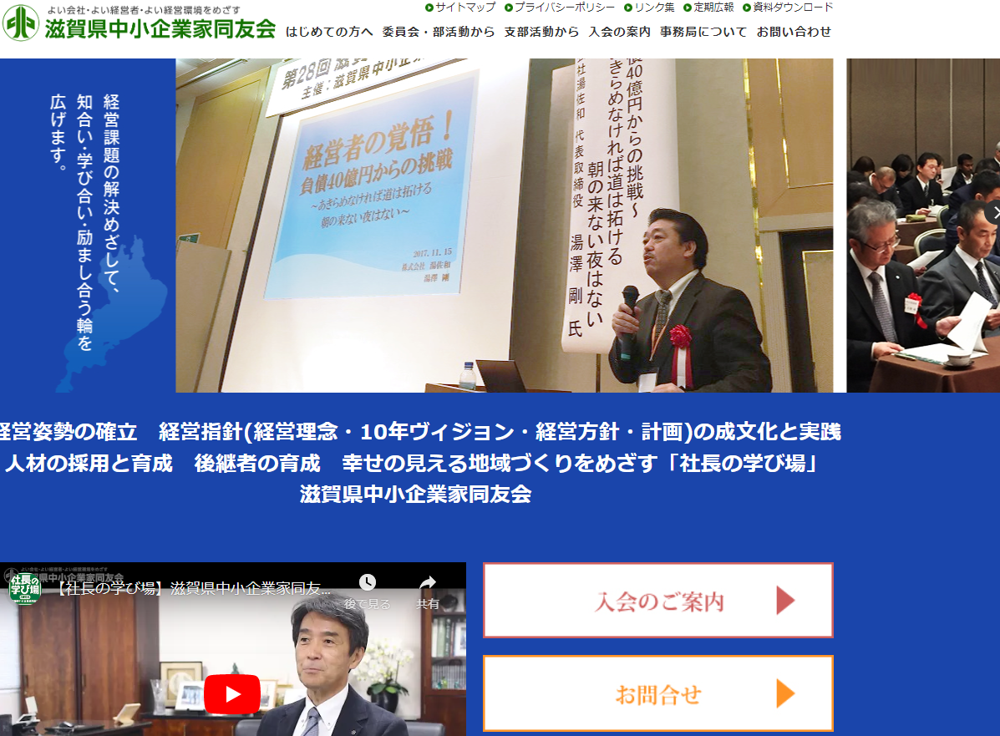 よい会社・よい経営者・よい経営環境をめざす
滋賀県中小企業家同友会
サイトマップ
プライバシーポリシー
リンク集
定期広報
資料ダウンロード
はじめての方へ
委員会・部活動から
支部活動から
入会の案内
事務局について
お問い合わせ
経営課題の解決めざして、
知合い・学び合い・励まし合う輪を
広げます。
第28回
主催:滋賀県中小企
経営者の覚悟!
負債40億円からの挑戦
~あきらめなければ道は拓ける
朝の来ない夜はない~
2017. 11. 15
株式会社 湯佐和
湯澤 剛
債40億円からの挑戦~
あきらめなければ道は拓ける
朝の来ない夜はない
社湯佐和 代表取締役 湯澤 剛 氏
経営姿勢の確立 経営指針(経営理念・10年ヴィジョン・経営方針・計画)の成文化と実践
人材の採用と育成 後継者の育成 幸せの見える地域づくりをめざす「社長の学び場」
滋賀県中小企業家同友会
よい会社・よい経営者・よい経営環境をめざす
県中小企業家同友会
社長の
学び場
【社長の学び場】滋賀県中小企業家同友...
後で見る
共有
入会のご案内
お問合せ